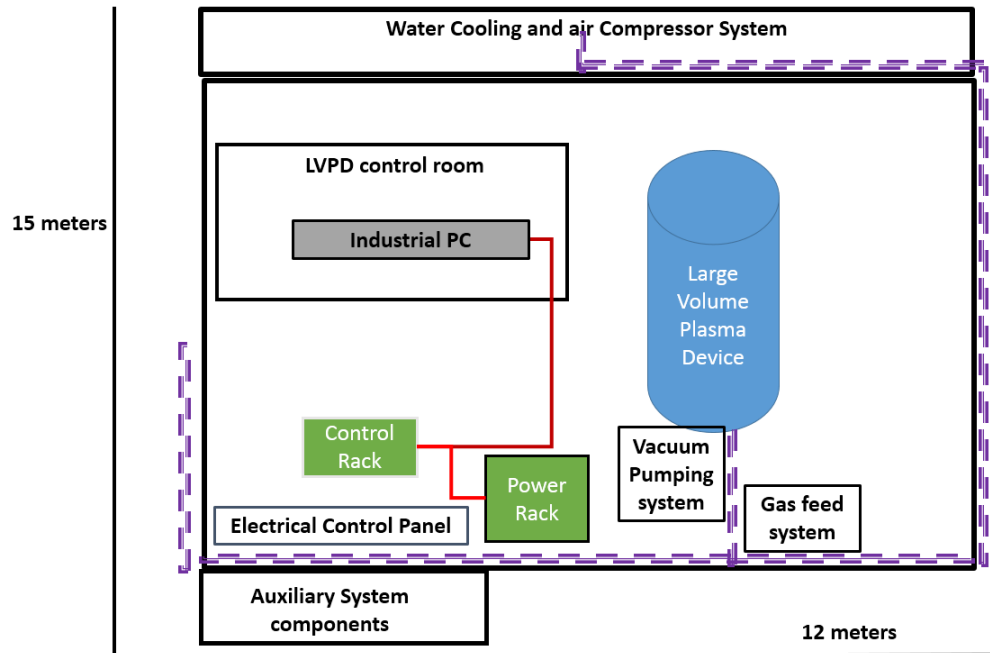 Water Cooling and air Compressor System
LVPD control room
15 meters
Industrial PC
Large
Volume
Plasma
Device
Control
Rack
Vacuum
Pumping
system
Power
Rack
Gas feed
system
Electrical Control Panel
Auxiliary System
components
12 meters